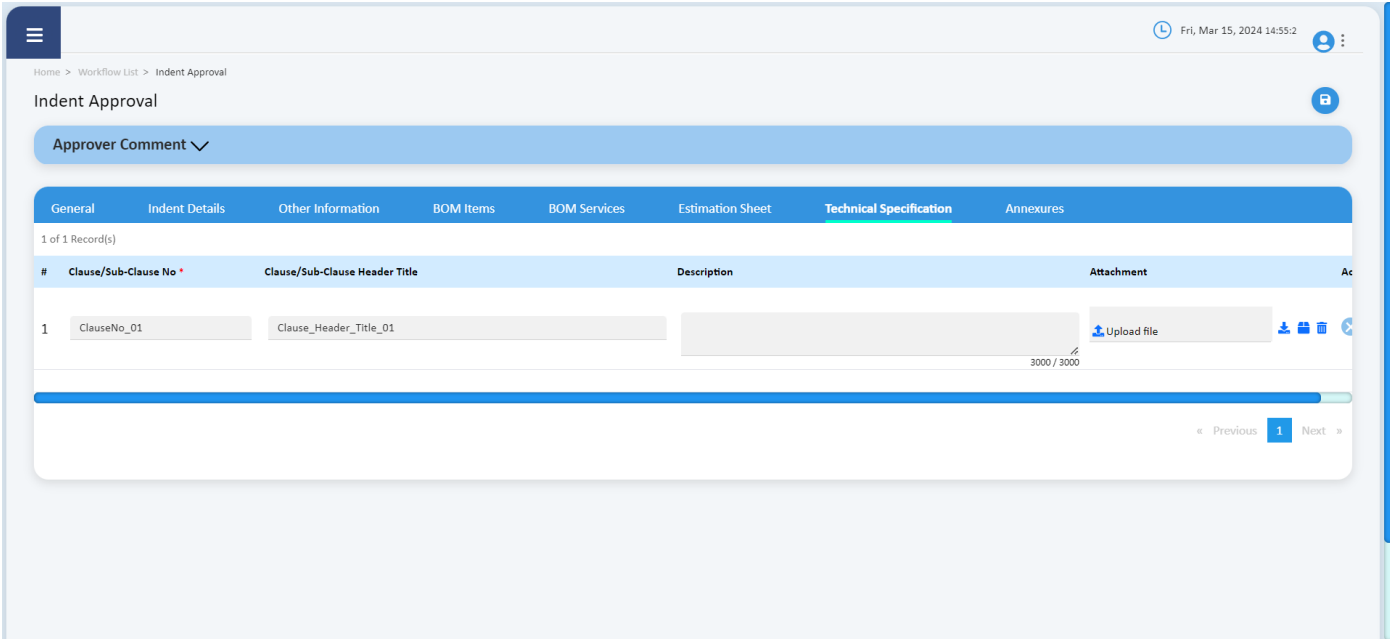 Fri, Mar 15, 2024 14:55:2
Home > Workflow List > Indent Approval
Indent Approval
Approver Comment
General Indent Details Other Information BOM Items BOM Services Estimation Sheet Technical Specification Annexures
1 of 1 Record(s)
# Clause/Sub-Clause No * Clause/Sub-Clause Header Title Description Attachment Ac
1 ClauseNo_01 Clause_Header_Title_01 Upload file
3000 / 3000
« Previous 1 Next »